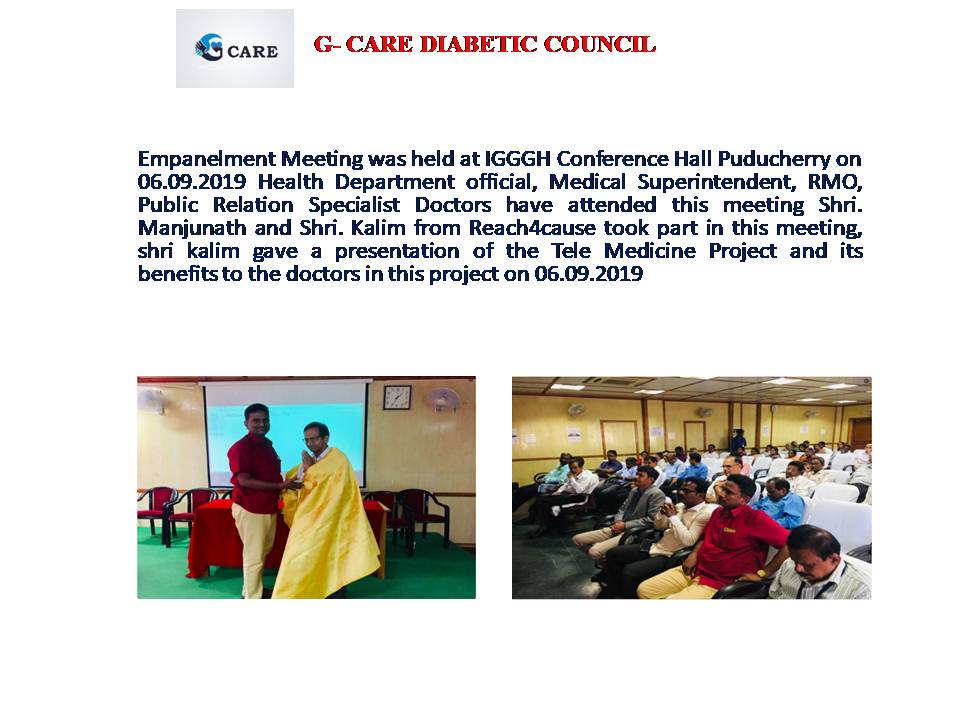 G CARE
G- CARE DIABETIC COUNCIL
Empanelment Meeting was held at IGGGH Conference Hall Puducherry on
06.09.2019 Health Department official, Medical Superintendent, RMO,
Public Relation Specialist Doctors have attended this meeting Shri.
Manjunath and Shri. Kalim from Reach4cause took part in this meeting,
shri kalim gave a presentation of the Tele Medicine Project and its
benefits to the doctors in this project on 06.09.2019